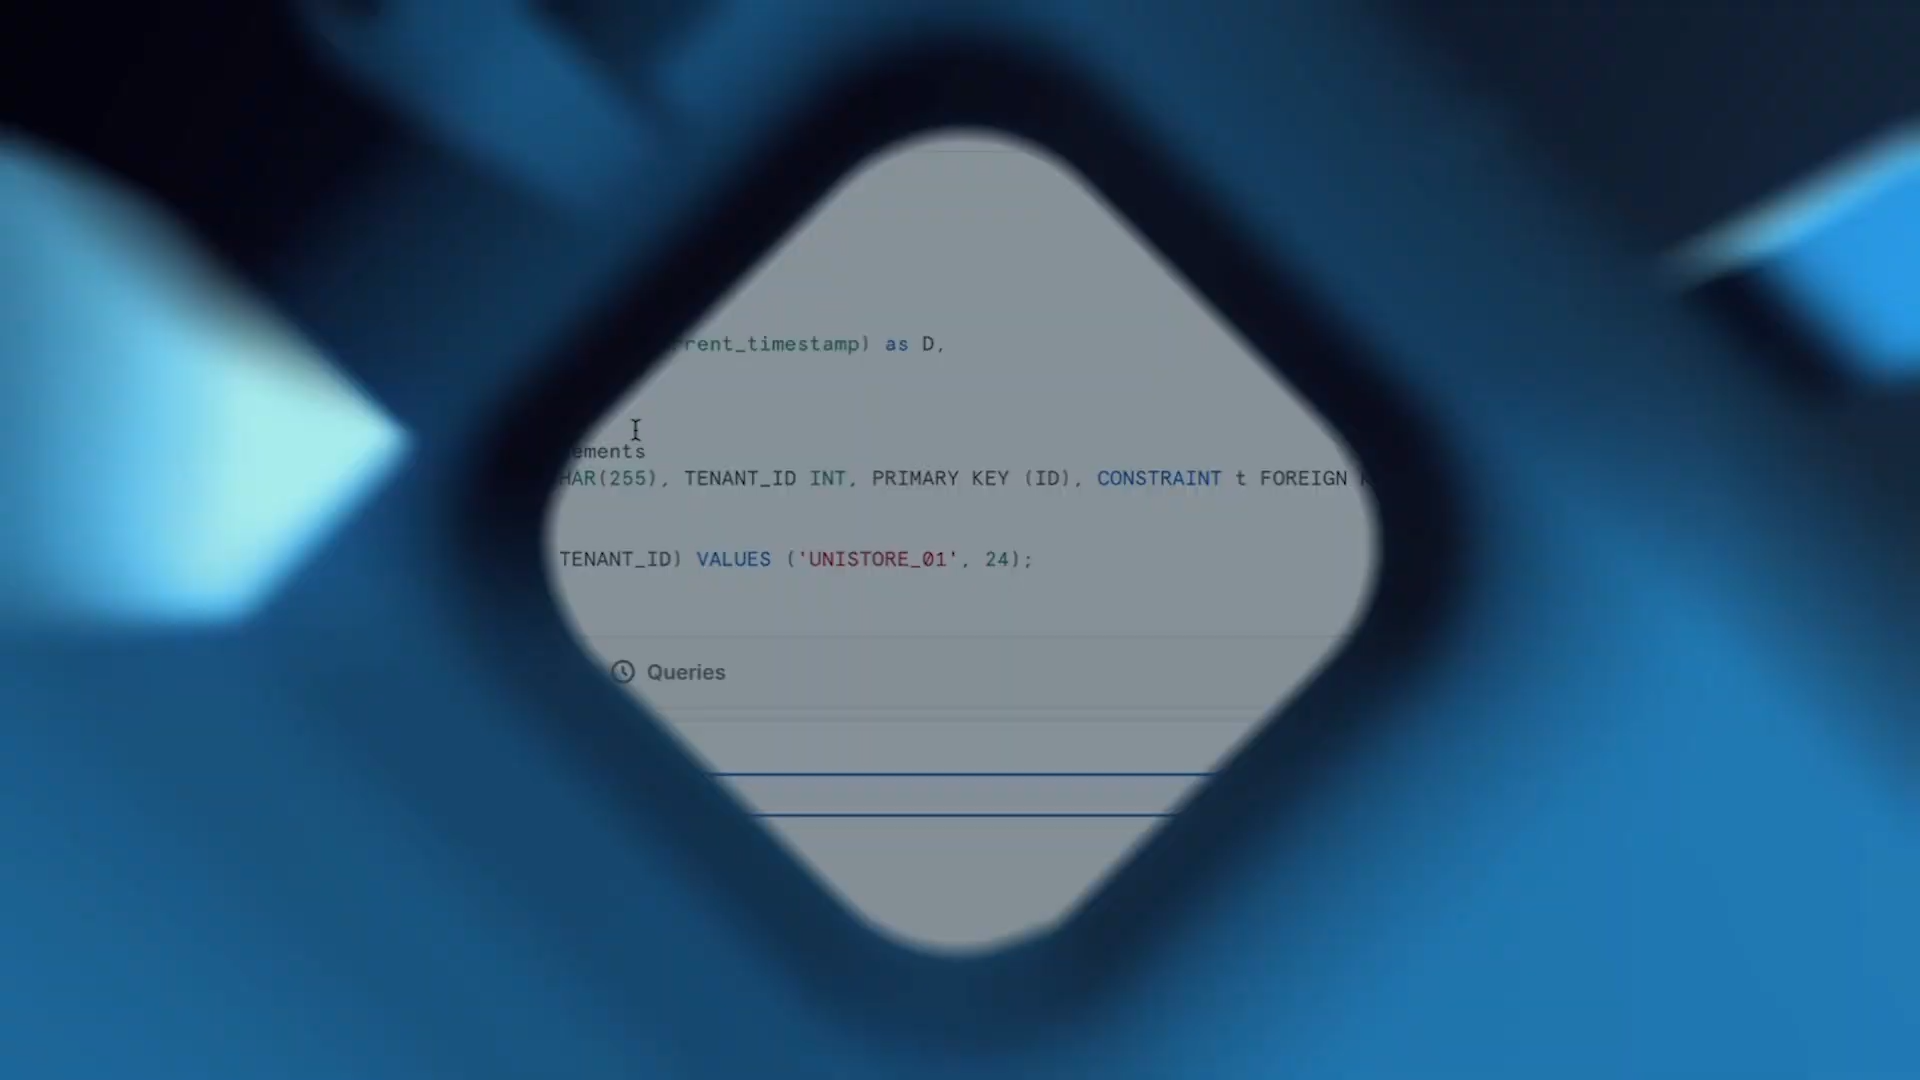 rent_timestamp) as D,
ements
HAR(255), TENANT_ID INT, PRIMARY KEY (ID), CONSTRAINT t FOREIGN K
TENANT_ID) VALUES ('UNISTORE_01', 24);
Queries